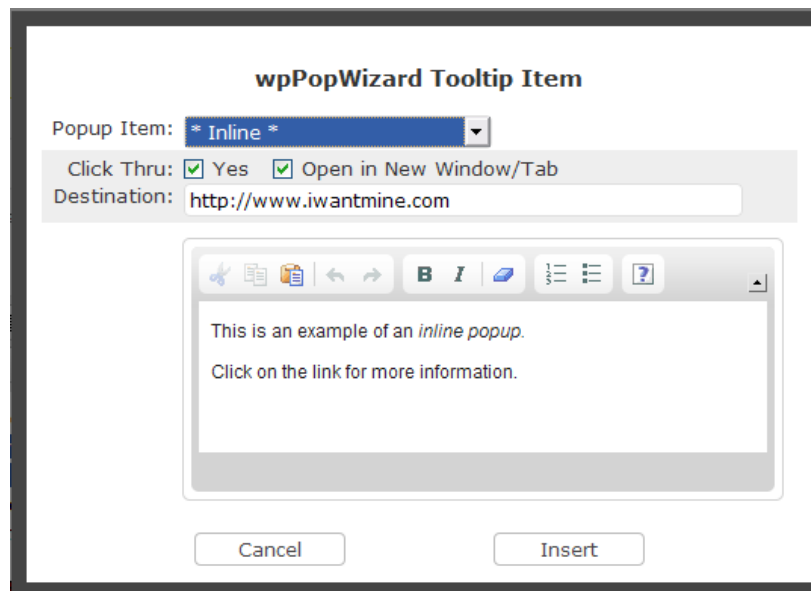 wpPopWizard Tooltip Item
Popup Item: * Inline *
Click Thru: Yes Open in New Window/Tab
Destination: http://www.iwantmine.com
B I ?
This is an example of an inline popup.
Click on the link for more information.
Cancel Insert